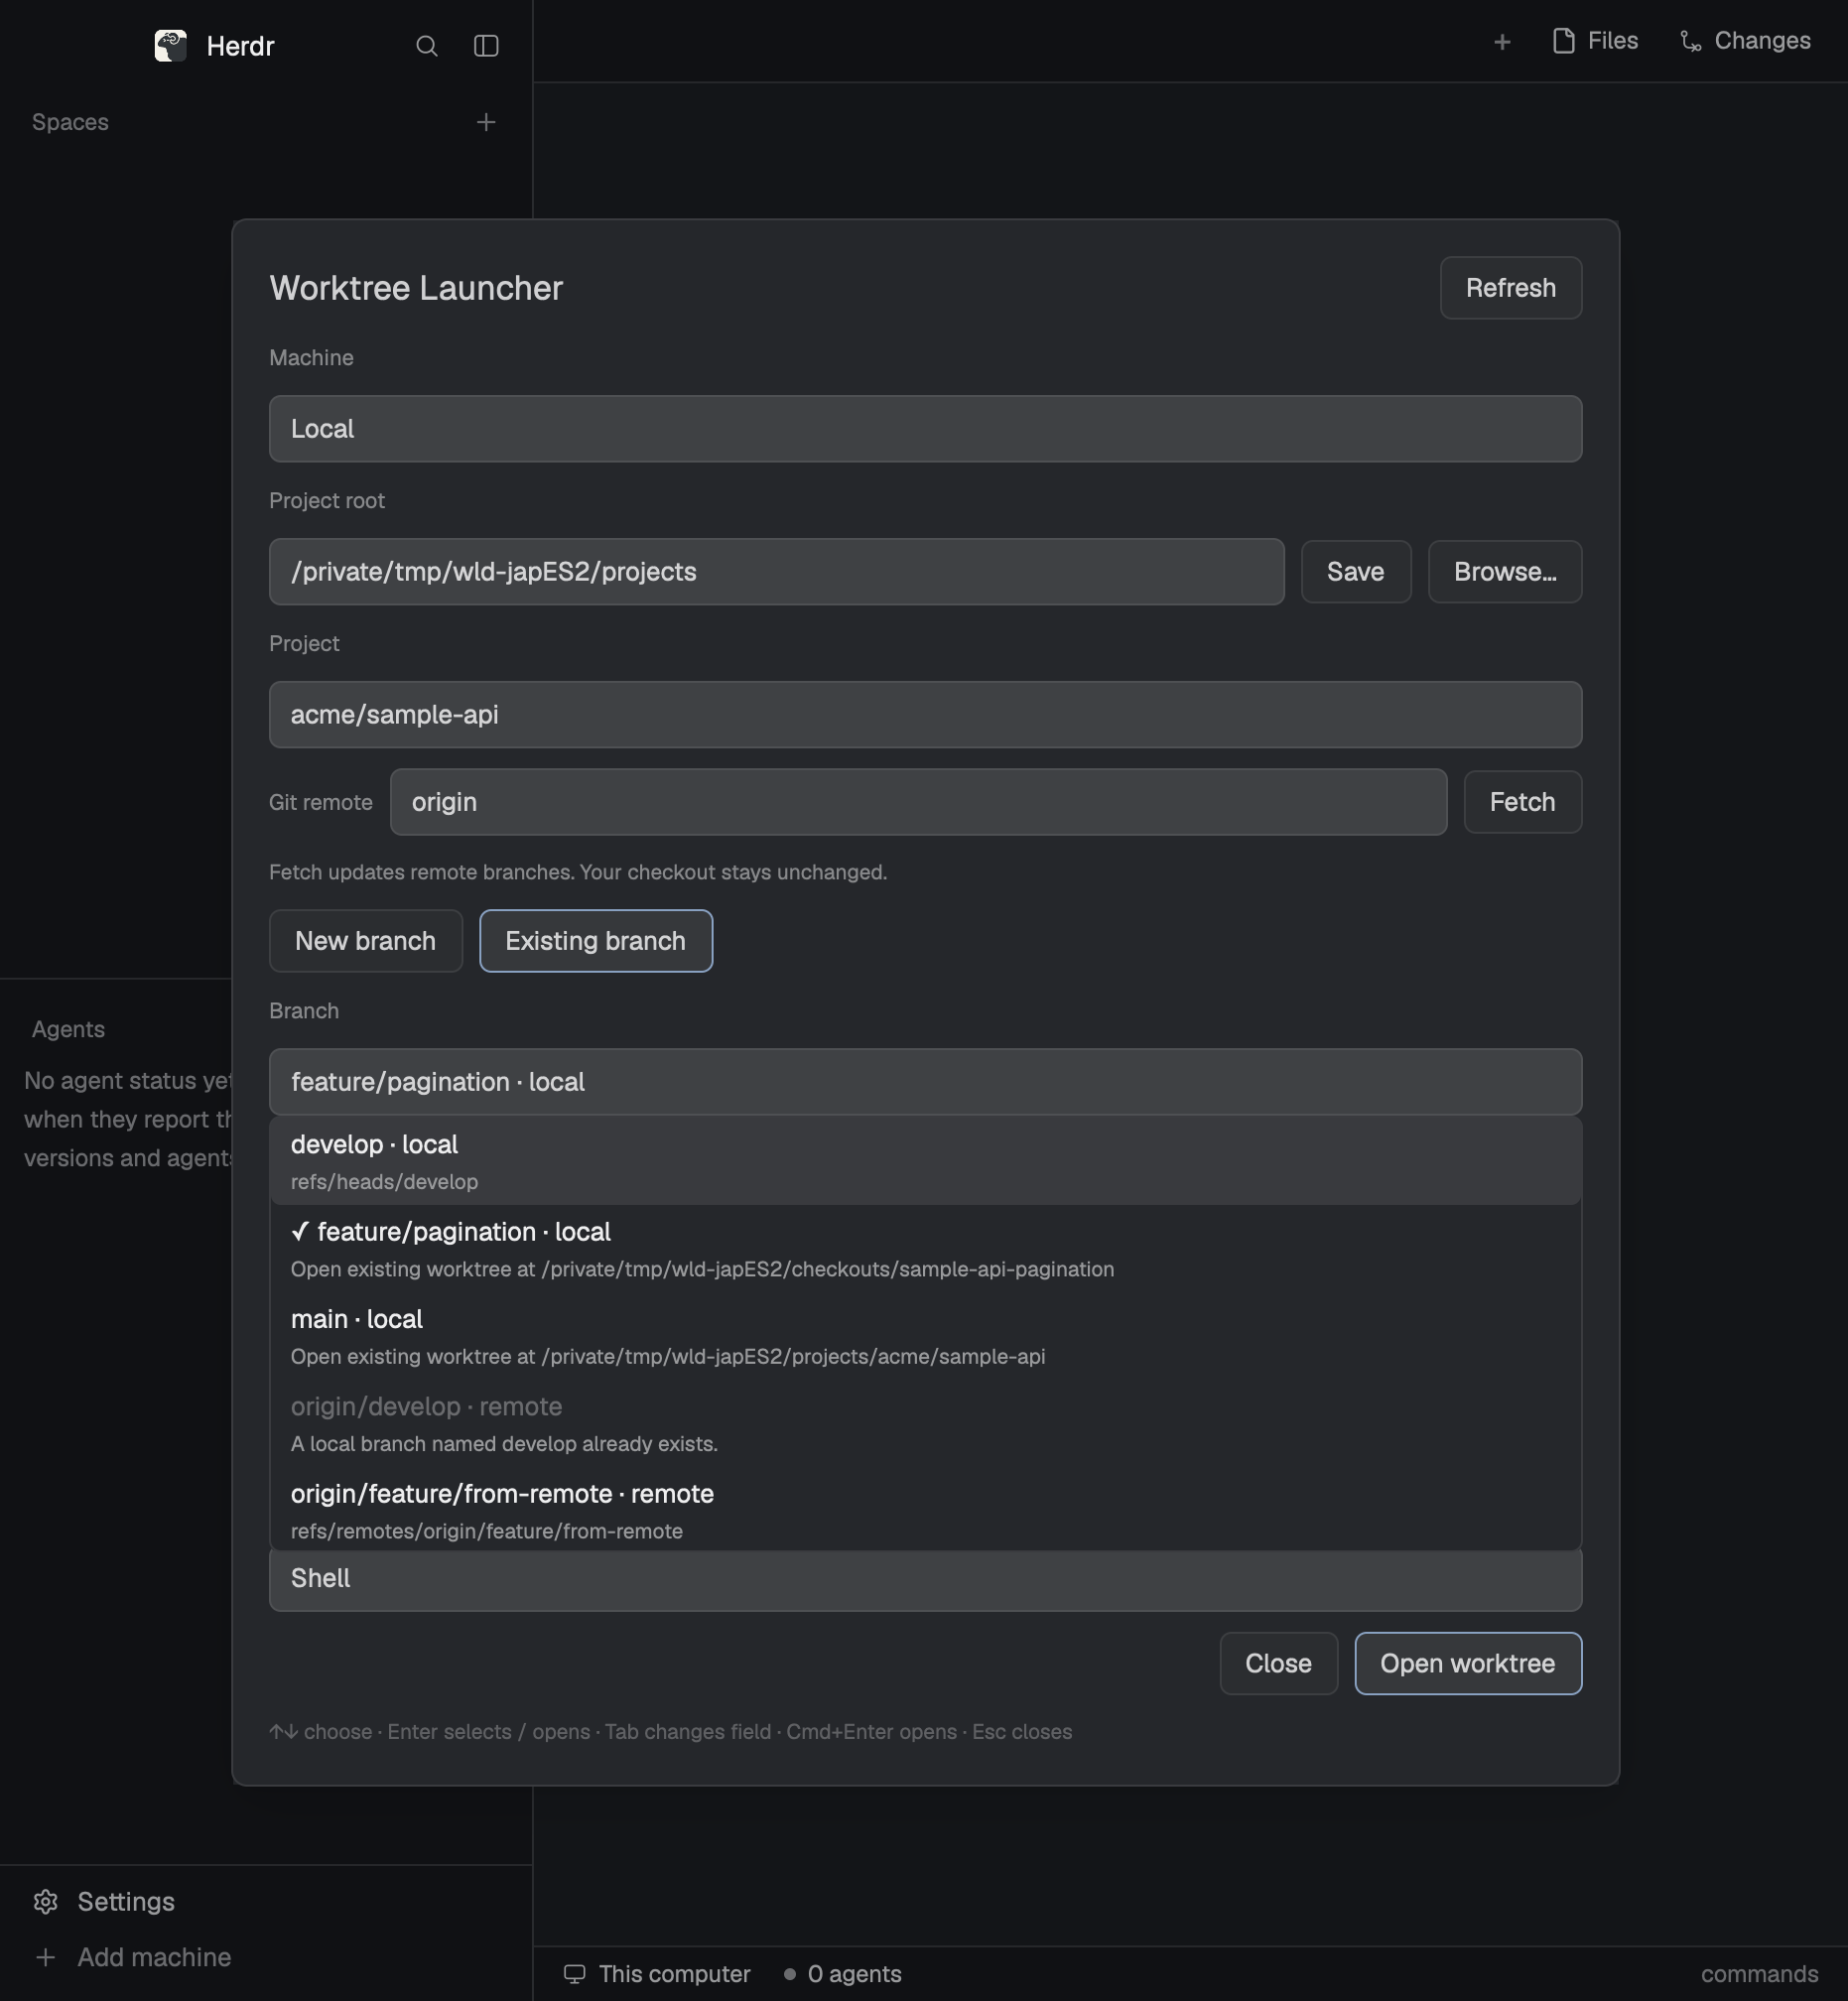 Herdr
Files
Changes
Spaces
Worktree Launcher
Refresh
Machine
Local
Project root
/private/tmp/wld-japES2/projects
Save
Browse...
Project
acme/sample-api
Git remote
origin
Fetch
Fetch updates remote branches. Your checkout stays unchanged.
New branch
Existing branch
Branch
feature/pagination · local
develop · local
refs/heads/develop
✓ feature/pagination · local
Open existing worktree at /private/tmp/wld-japES2/checkouts/sample-api-pagination
main · local
Open existing worktree at /private/tmp/wld-japES2/projects/acme/sample-api
origin/develop · remote
A local branch named develop already exists.
origin/feature/from-remote · remote
refs/remotes/origin/feature/from-remote
Shell
Close
Open worktree
↑↓ choose · Enter selects / opens · Tab changes field · Cmd+Enter opens · Esc closes
Agents
No agent status yet
when they report
versions and agents
Settings
Add machine
This computer
0 agents
commands